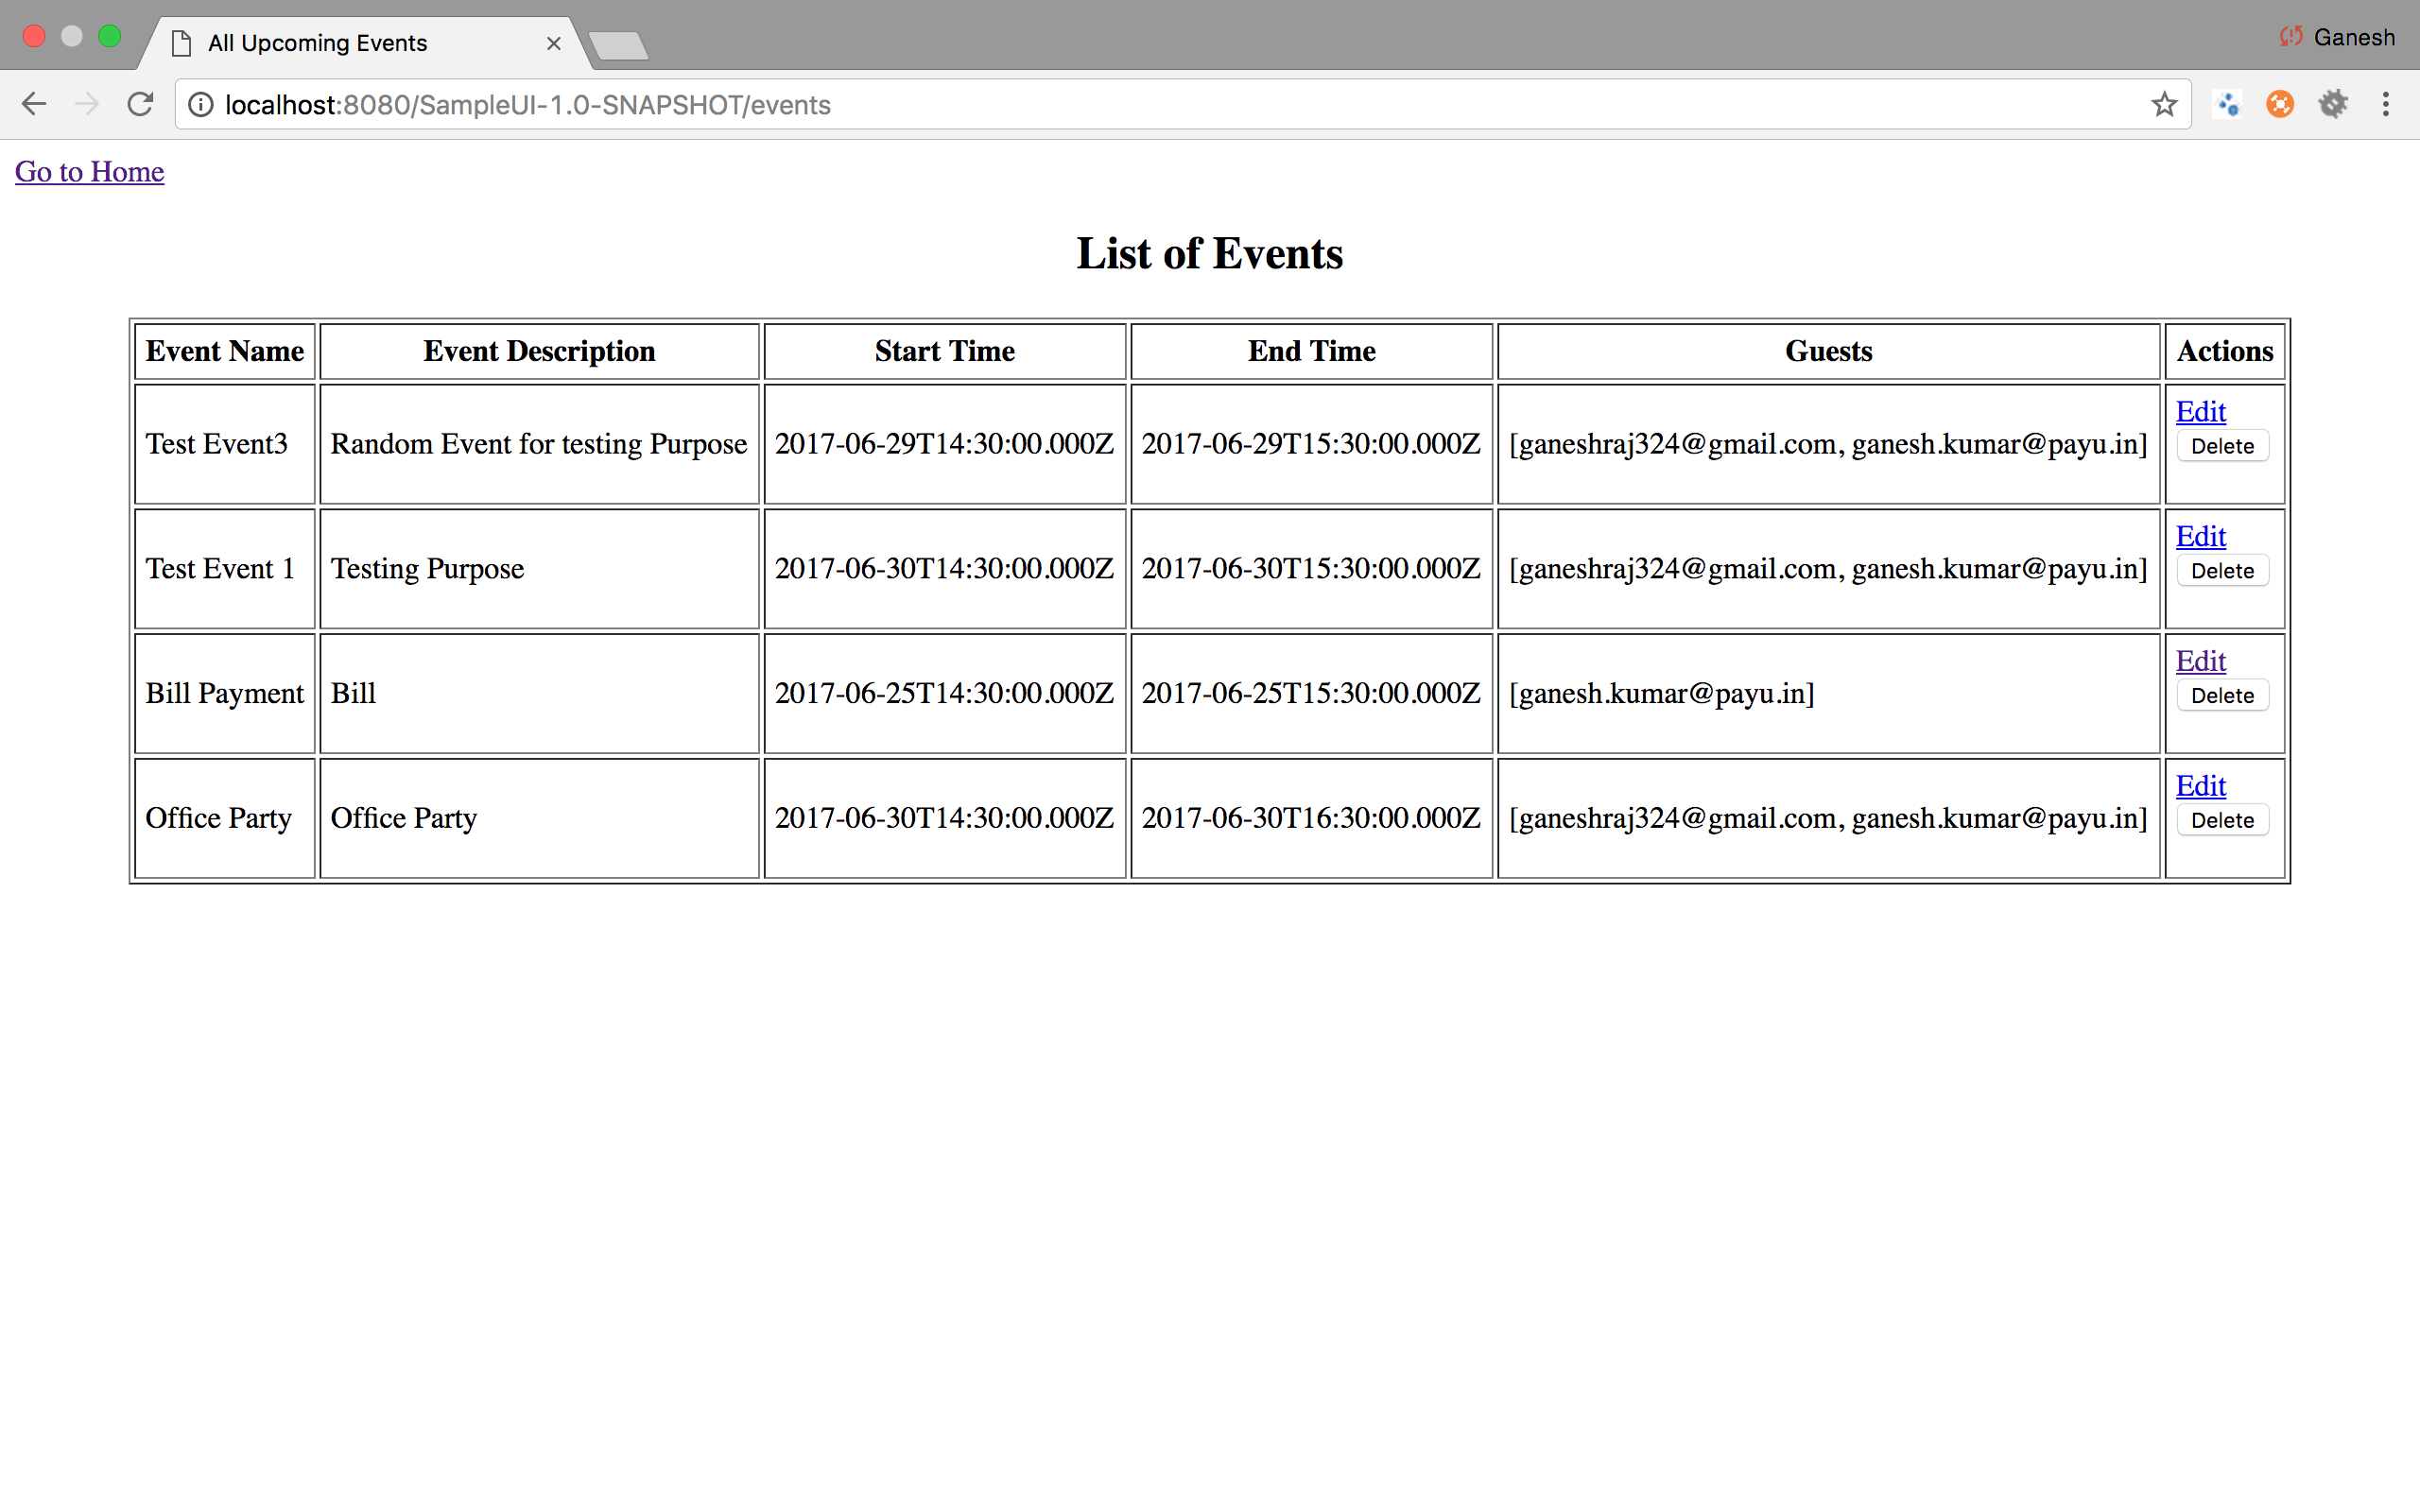 All Upcoming Events
Ganesh
localhost:8080/SampleUI-1.0-SNAPSHOT/events
Go to Home
List of Events
Event Name Event Description Start Time End Time Guests Actions
Test Event3 Random Event for testing Purpose 2017-06-29T14:30:00.000Z 2017-06-29T15:30:00.000Z [ganeshraj324@gmail.com, ganesh.kumar@payu.in] Edit
Delete
Test Event 1 Testing Purpose 2017-06-30T14:30:00.000Z 2017-06-30T15:30:00.000Z [ganeshraj324@gmail.com, ganesh.kumar@payu.in] Edit
Delete
Bill Payment Bill 2017-06-25T14:30:00.000Z 2017-06-25T15:30:00.000Z [ganesh.kumar@payu.in] Edit
Delete
Office Party Office Party 2017-06-30T14:30:00.000Z 2017-06-30T16:30:00.000Z [ganeshraj324@gmail.com, ganesh.kumar@payu.in] Edit
Delete